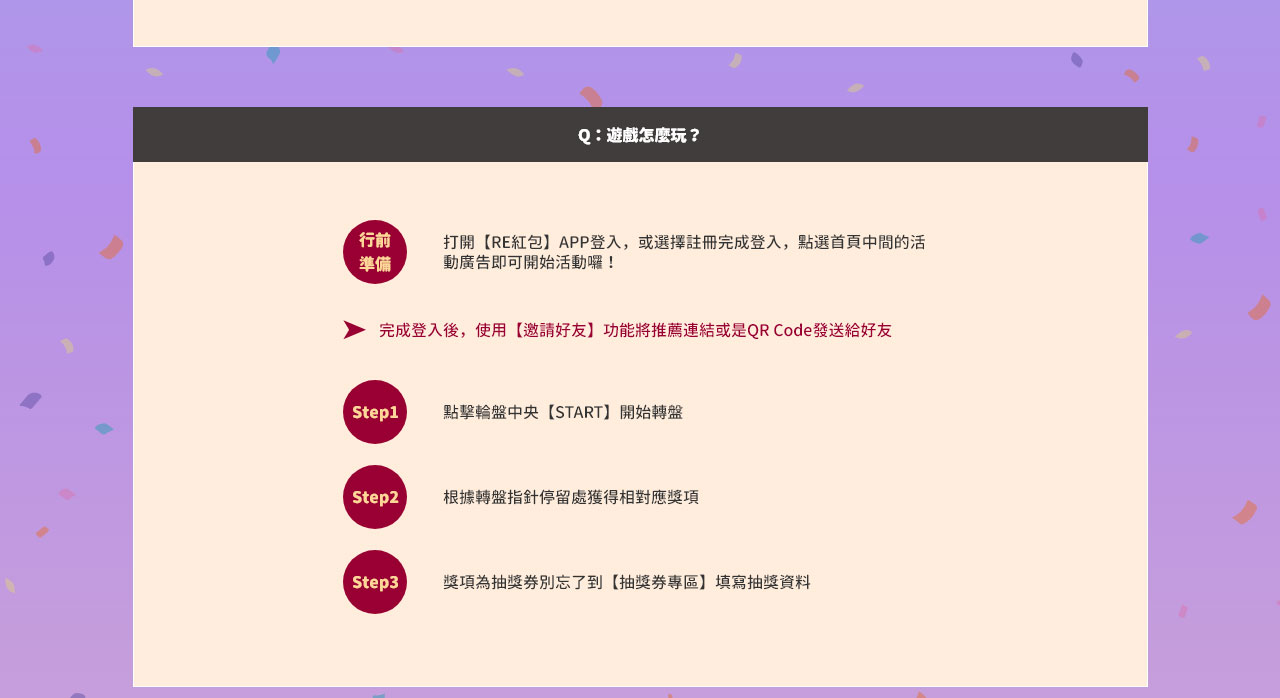 Q：遊戲怎麼玩？
行前
準備
打開【RE紅包】APP登入，或選擇註冊完成登入，點選首頁中間的活
動廣告即可開始活動囉！
完成登入後，使用【邀請好友】功能將推薦連結或是QR Code發送給好友
Step1
點擊輪盤中央【START】開始轉盤
Step2
根據轉盤指針停留處獲得相對應獎項
Step3
獎項為抽獎券別忘了到【抽獎券專區】填寫抽獎資料